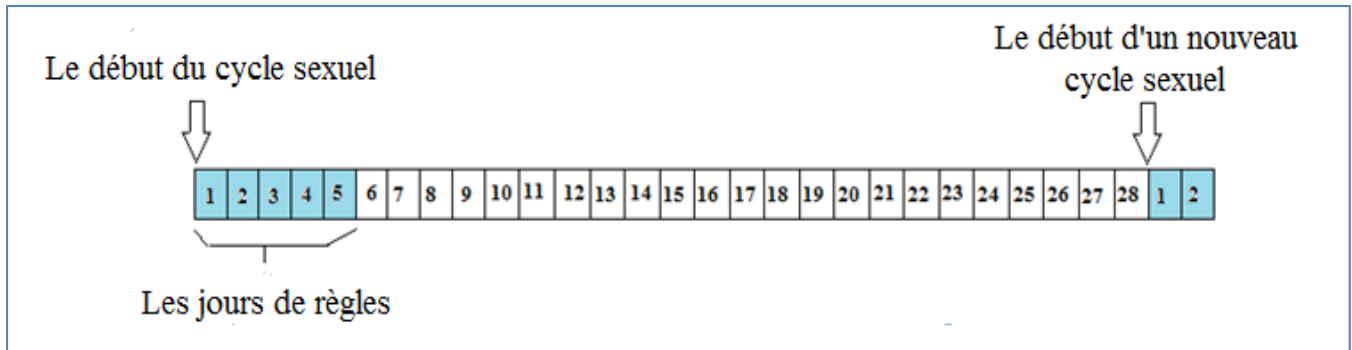 Le début du cycle sexuel
Le début d'un nouveau
cycle sexuel
1 2 3 4 5 6 7 8 9 10 11 12 13 14 15 16 17 18 19 20 21 22 23 24 25 26 27 28 1 2
Les jours de règles